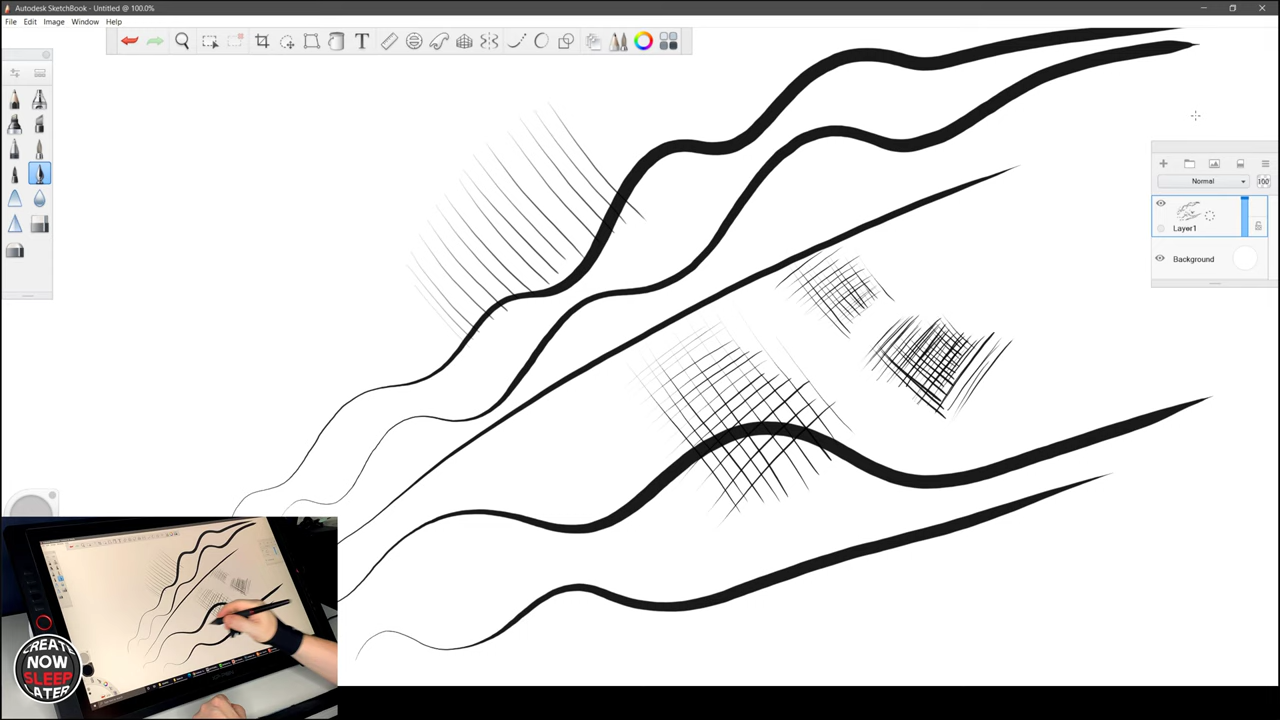 Autodesk SketchBook - Untitled @ 100.0%
File Edit Image Window Help
T
Normal
100
Layer1
Background
CREATE
NOW
SLEEP
LATER